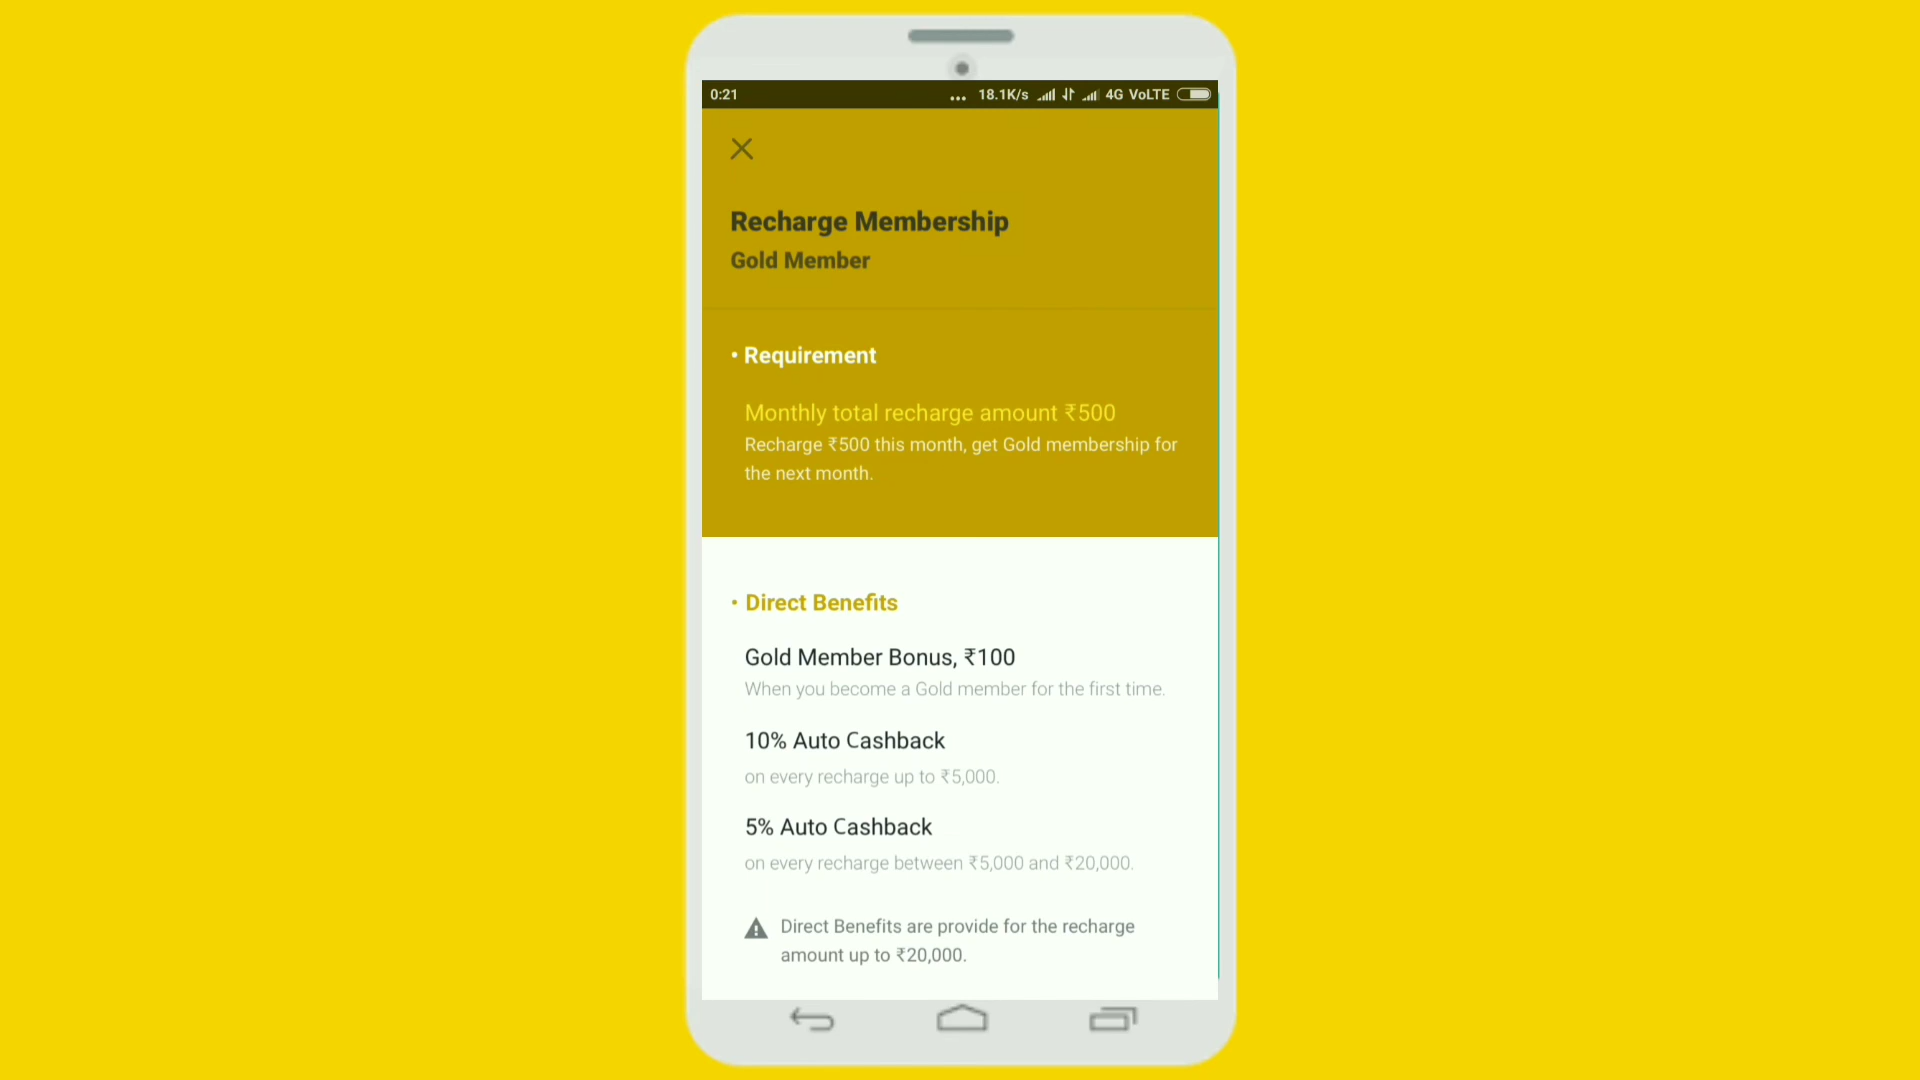 0:21 ... 18.1K/s 4G VoLTE
Recharge Membership
Gold Member
• Requirement
Monthly total recharge amount ₹500
Recharge ₹500 this month, get Gold membership for
the next month.
• Direct Benefits
Gold Member Bonus, ₹100
When you become a Gold member for the first time.
10% Auto Cashback
on every recharge up to ₹5,000.
5% Auto Cashback
on every recharge between ₹5,000 and ₹20,000.
Direct Benefits are provide for the recharge
amount up to ₹20,000.